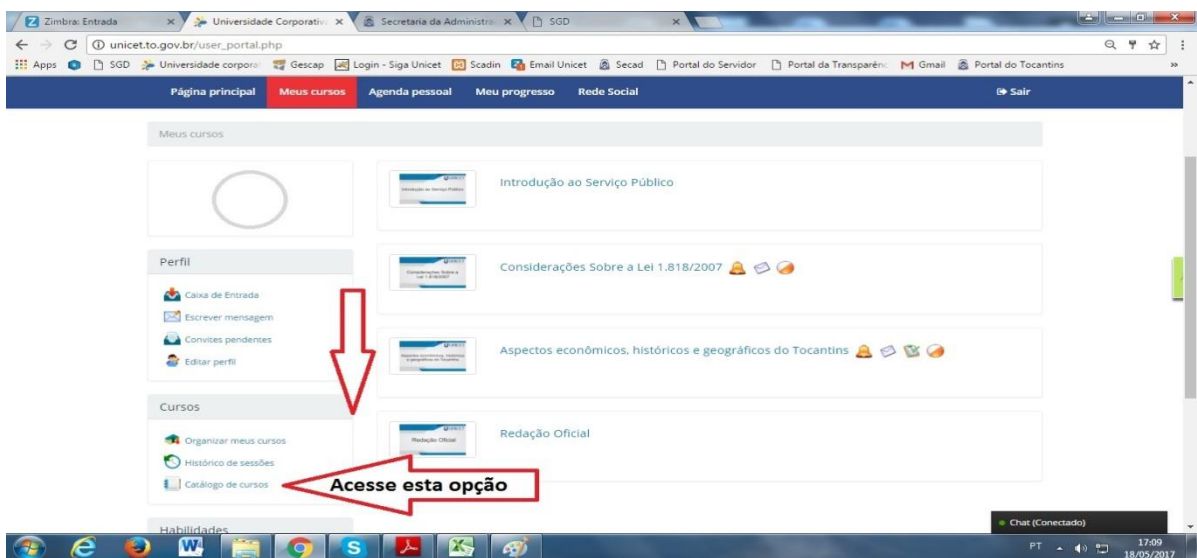 Zimbra: Entrada
Universidade Corporativ
Secretaria da Administra
SGD
unicet.to.gov.br/user_portal.php
Apps SGD Universidade corpora Gescap Login - Siga Unicet Scadin Email Unicet Secad Portal do Servidor Portal da Transparênc Gmail Portal do Tocantins »
Página principal Meus cursos Agenda pessoal Meu progresso Rede Social Sair
Meus cursos
Introdução ao Serviço Público
Perfil
Caixa de Entrada
Escrever mensagem
Convites pendentes
Editar perfil
Considerações Sobre a Lei 1.818/2007
Aspectos econômicos, históricos e geográficos do Tocantins
Cursos
Organizar meus cursos
Histórico de sessões
Catálogo de cursos
Redação Oficial
Redação Oficial
Acesse esta opção
Habilidades
Chat (Conectado)
PT
17:09
18/05/2017